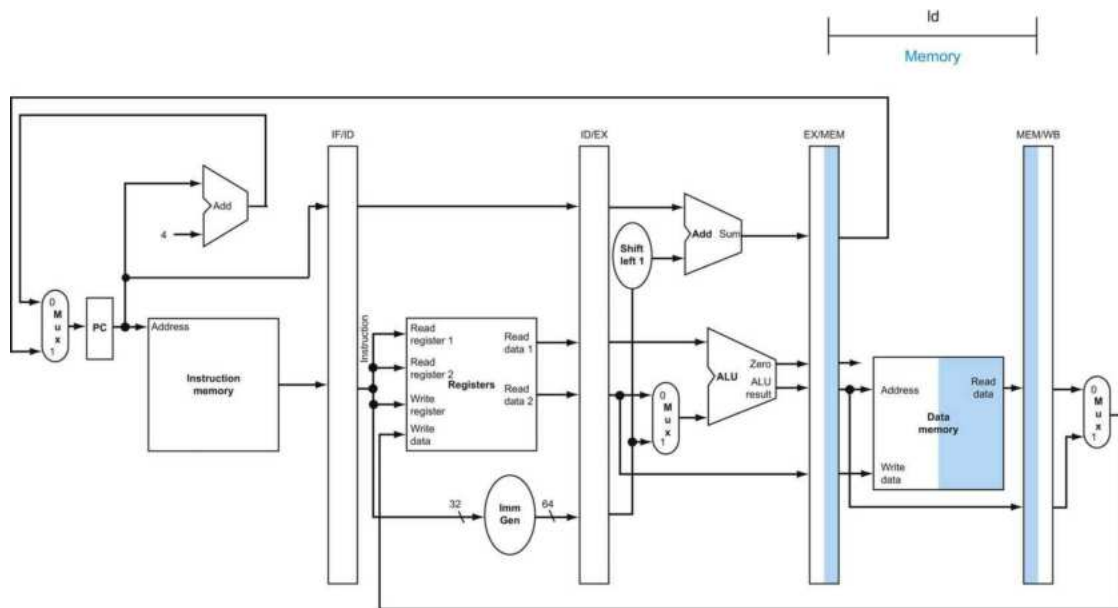 ld
Memory
IF/ID
ID/EX
EX/MEM
MEM/WB
Add
4
Shift
left 1
Add Sum
0
M
u
x
1
PC
Address
Instruction
memory
Instruction
Read
register 1
Read
register 2
Write
register
Write
data
Registers
Read
data 1
Read
data 2
32
Imm
Gen
64
0
M
u
x
1
ALU
Zero
ALU
result
Address
Read
data
Data
memory
Write
data
0
M
u
x
1